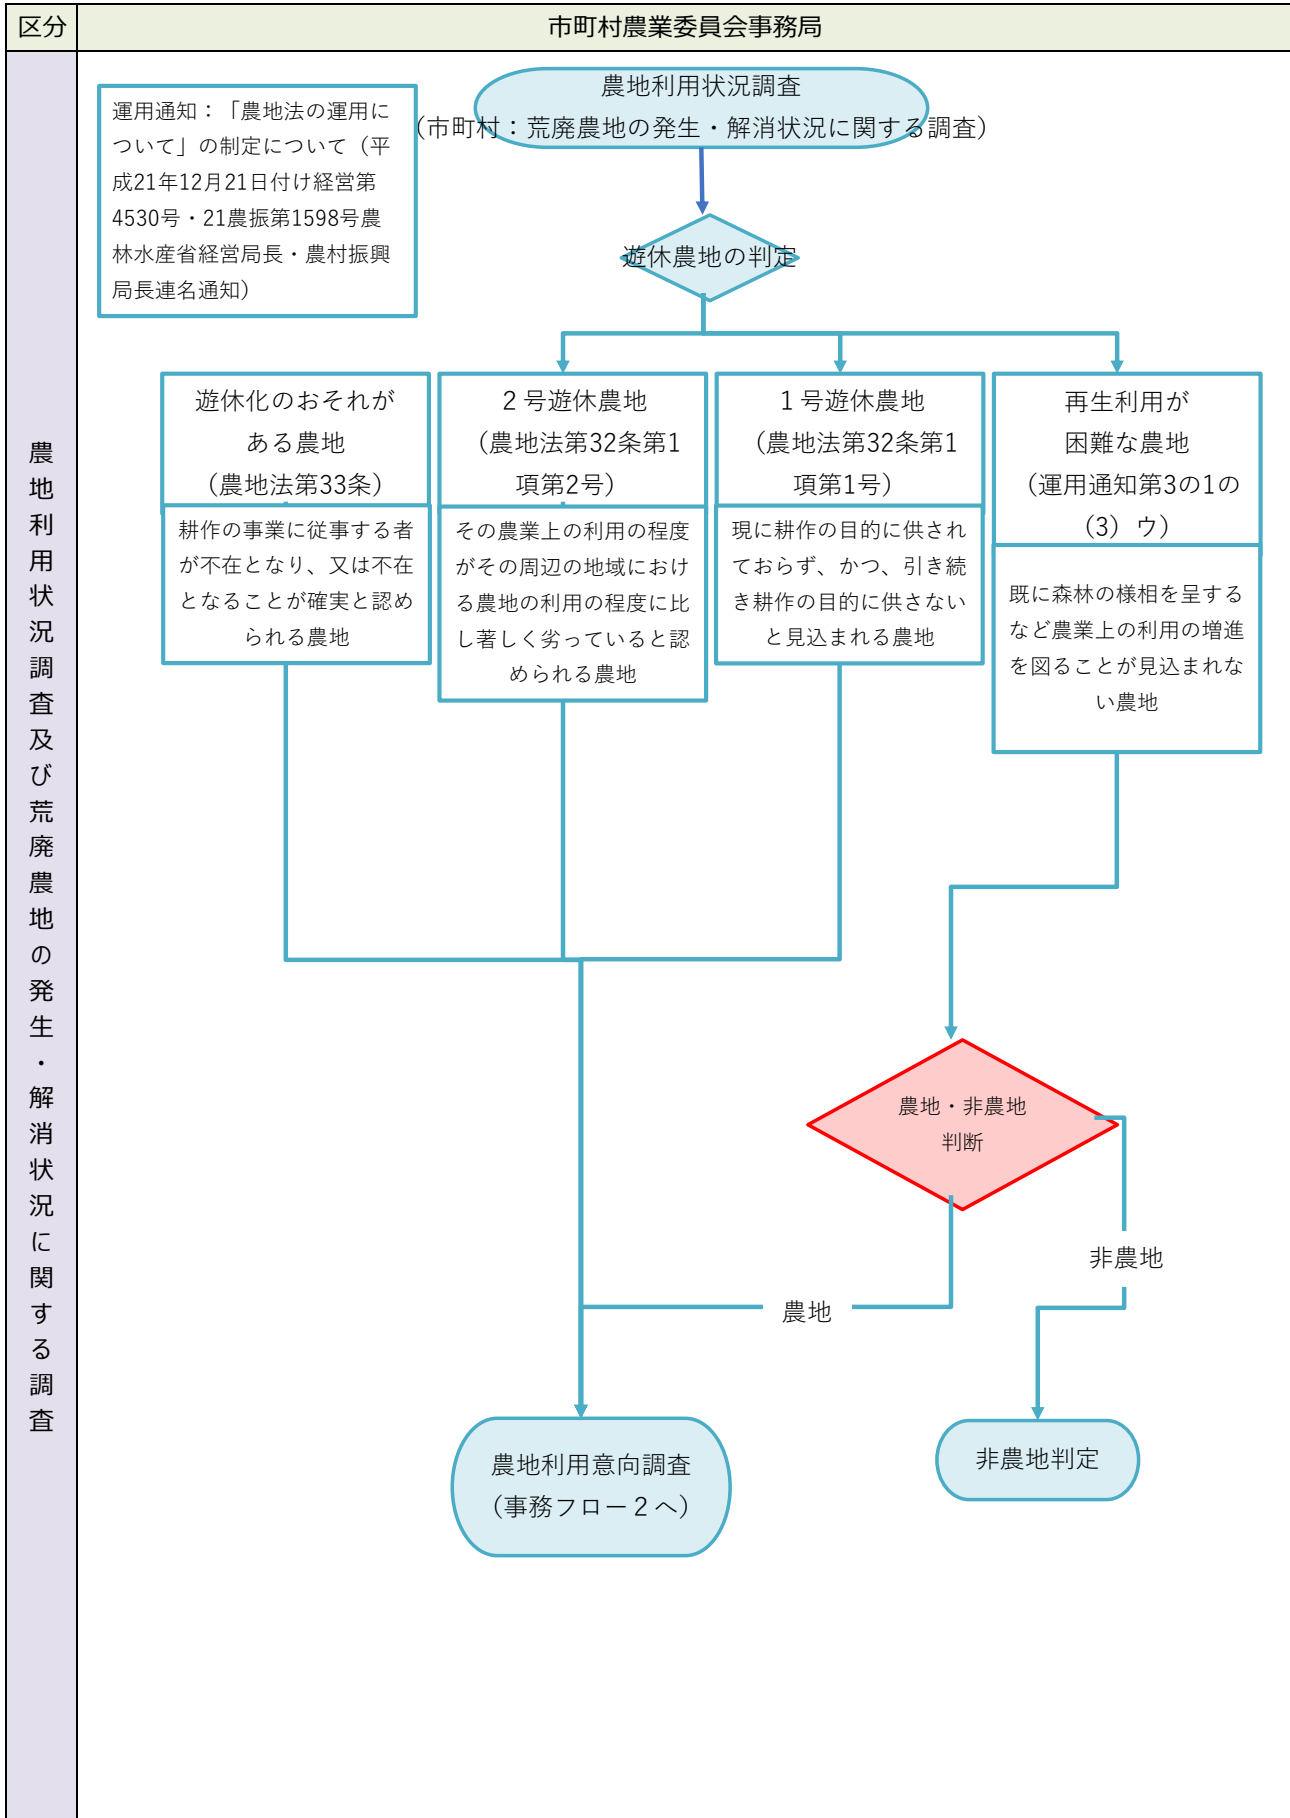 区分
市町村農業委員会事務局
農地利用状況調査及び荒廃農地の発生・解消状況に関する調査
運用通知：「農地法の運用に
ついて」の制定について（平
成21年12月21日付け経営第
4530号・21農振第1598号農
林水産省経営局長・農村振興
局長連名通知）
農地利用状況調査
（市町村：荒廃農地の発生・解消状況に関する調査）
遊休農地の判定
遊休化のおそれが
ある農地
（農地法第33条）
耕作の事業に従事する者
が不在となり、又は不在
となることが確実と認め
られる農地
２号遊休農地
（農地法第32条第1
項第2号）
その農業上の利用の程度
がその周辺の地域におけ
る農地の利用の程度に比
し著しく劣っていると認
められる農地
１号遊休農地
（農地法第32条第1
項第1号）
現に耕作の目的に供され
ておらず、かつ、引き続
き耕作の目的に供さない
と見込まれる農地
再生利用が
困難な農地
（運用通知第3の1の
（3）ウ）
既に森林の様相を呈する
など農業上の利用の増進
を図ることが見込まれな
い農地
農地・非農地
判断
非農地
農地
農地利用意向調査
（事務フロー２へ）
非農地判定